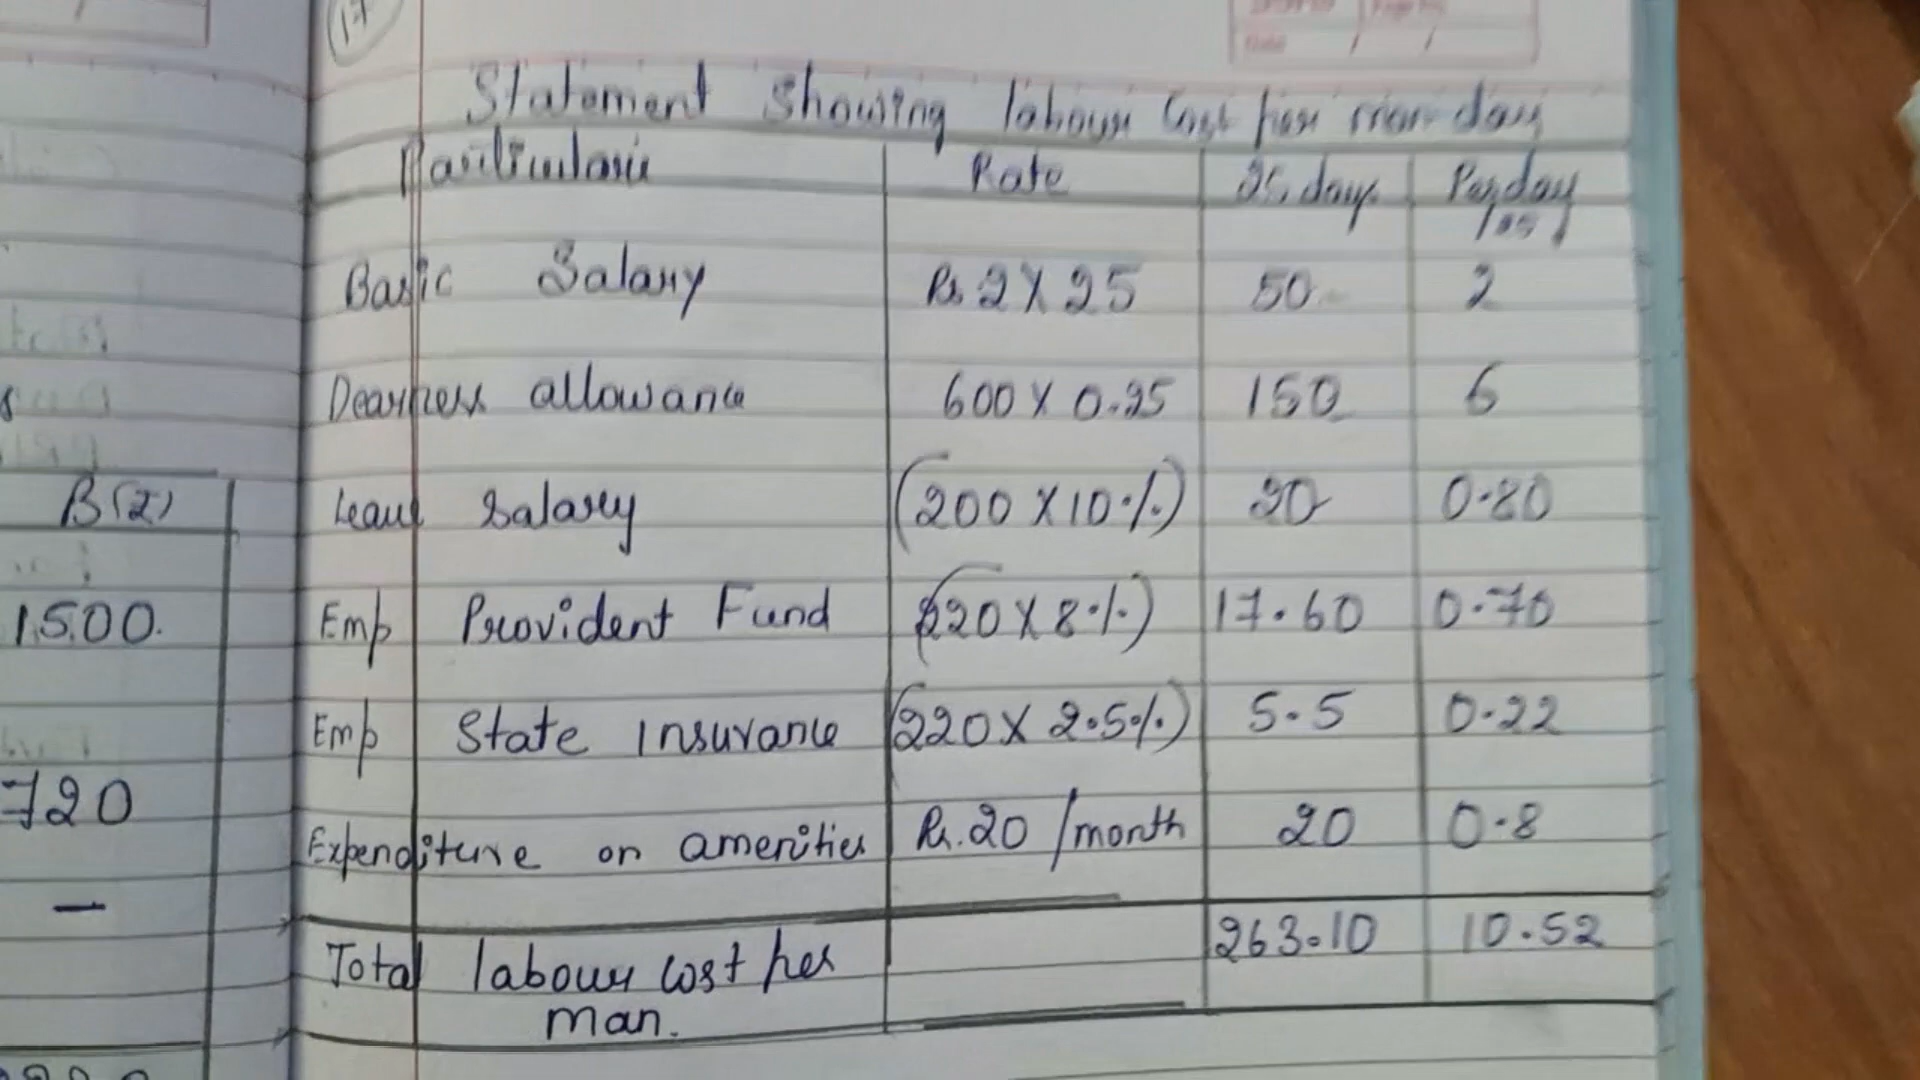 17
Date / /
Statement Showing labour Cost per man day
Particulars Rate 25 days Per day
Basic Salary Rs. 2 X 25 50 2
Dearness allowance 600 X 0.25 150 6
Leave Salary (200 X 10%) 20 0.80
B(Z)
Emp Provident Fund (220 X 8%) 17.60 0.70
1500.
Emp State Insurance (220 X 2.5%) 5.5 0.22
720
Expenditure on amenities Rs. 20 /month 20 0.8
—
Total labour cost per 263.10 10.52
man.